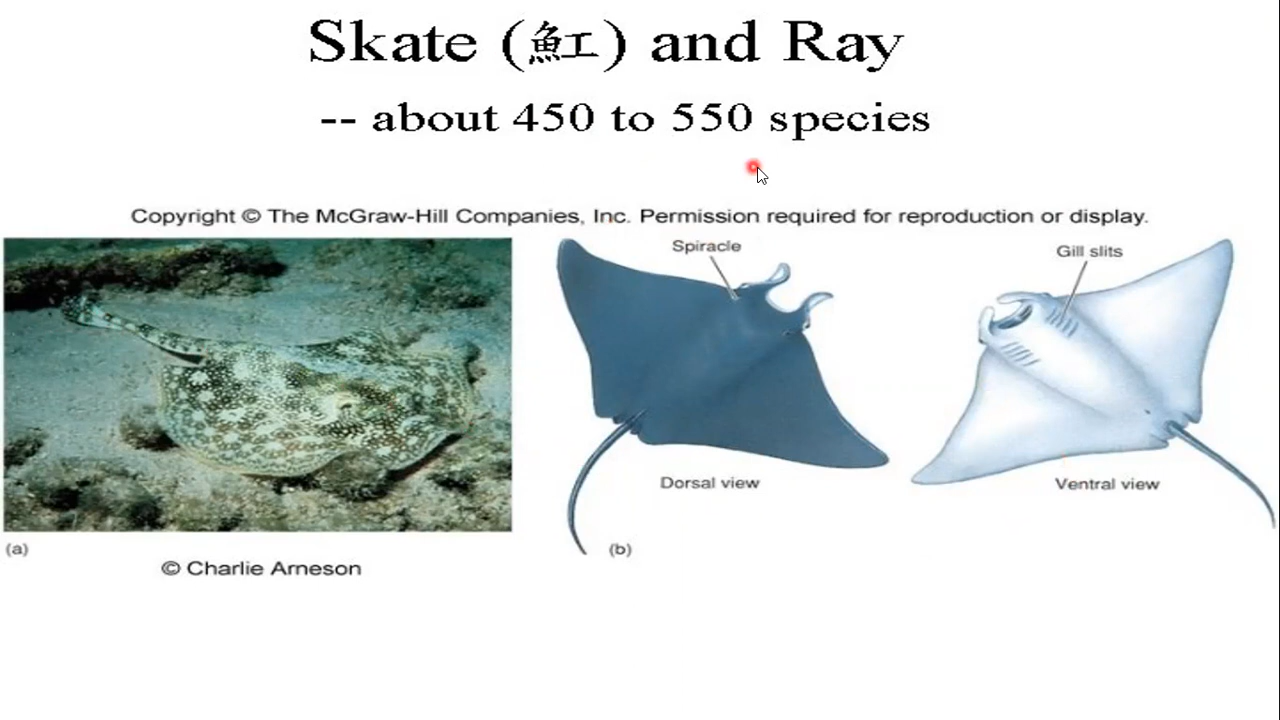 Skate (魟) and Ray
-- about 450 to 550 species
Copyright © The McGraw-Hill Companies, Inc. Permission required for reproduction or display.
Spiracle
Gill slits
Dorsal view
Ventral view
(a)
(b)
© Charlie Arneson